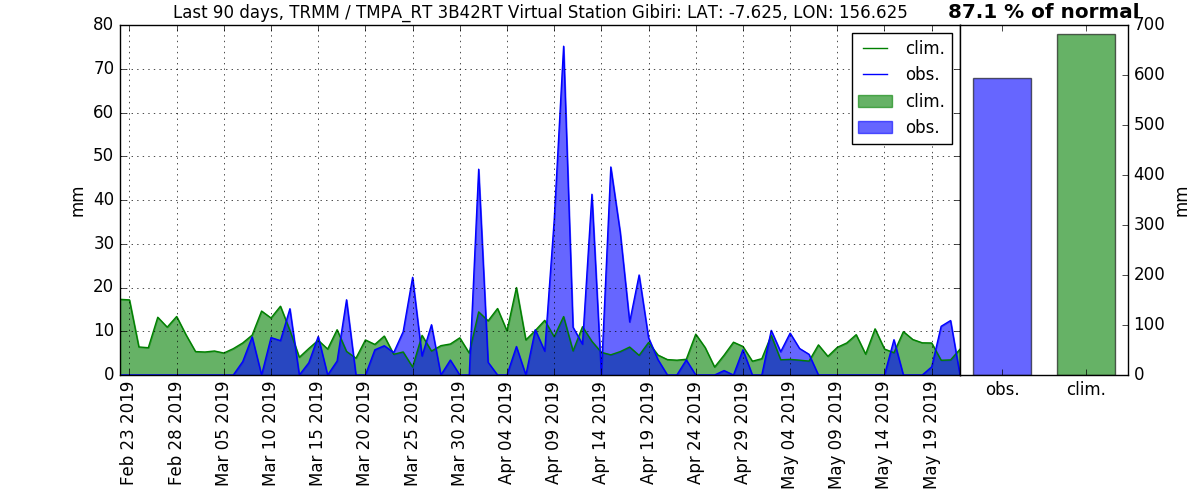 Last 90 days, TRMM / TMPA_RT 3B42RT Virtual Station Gibiri: LAT: -7.625, LON: 156.625
87.1 % of normal
80
70
60
50
40
30
20
10
0
mm
clim.
obs.
clim.
obs.
700
600
500
400
300
200
100
0
mm
obs.
clim.
Feb 23 2019
Feb 28 2019
Mar 05 2019
Mar 10 2019
Mar 15 2019
Mar 20 2019
Mar 25 2019
Mar 30 2019
Apr 04 2019
Apr 09 2019
Apr 14 2019
Apr 19 2019
Apr 24 2019
Apr 29 2019
May 04 2019
May 09 2019
May 14 2019
May 19 2019